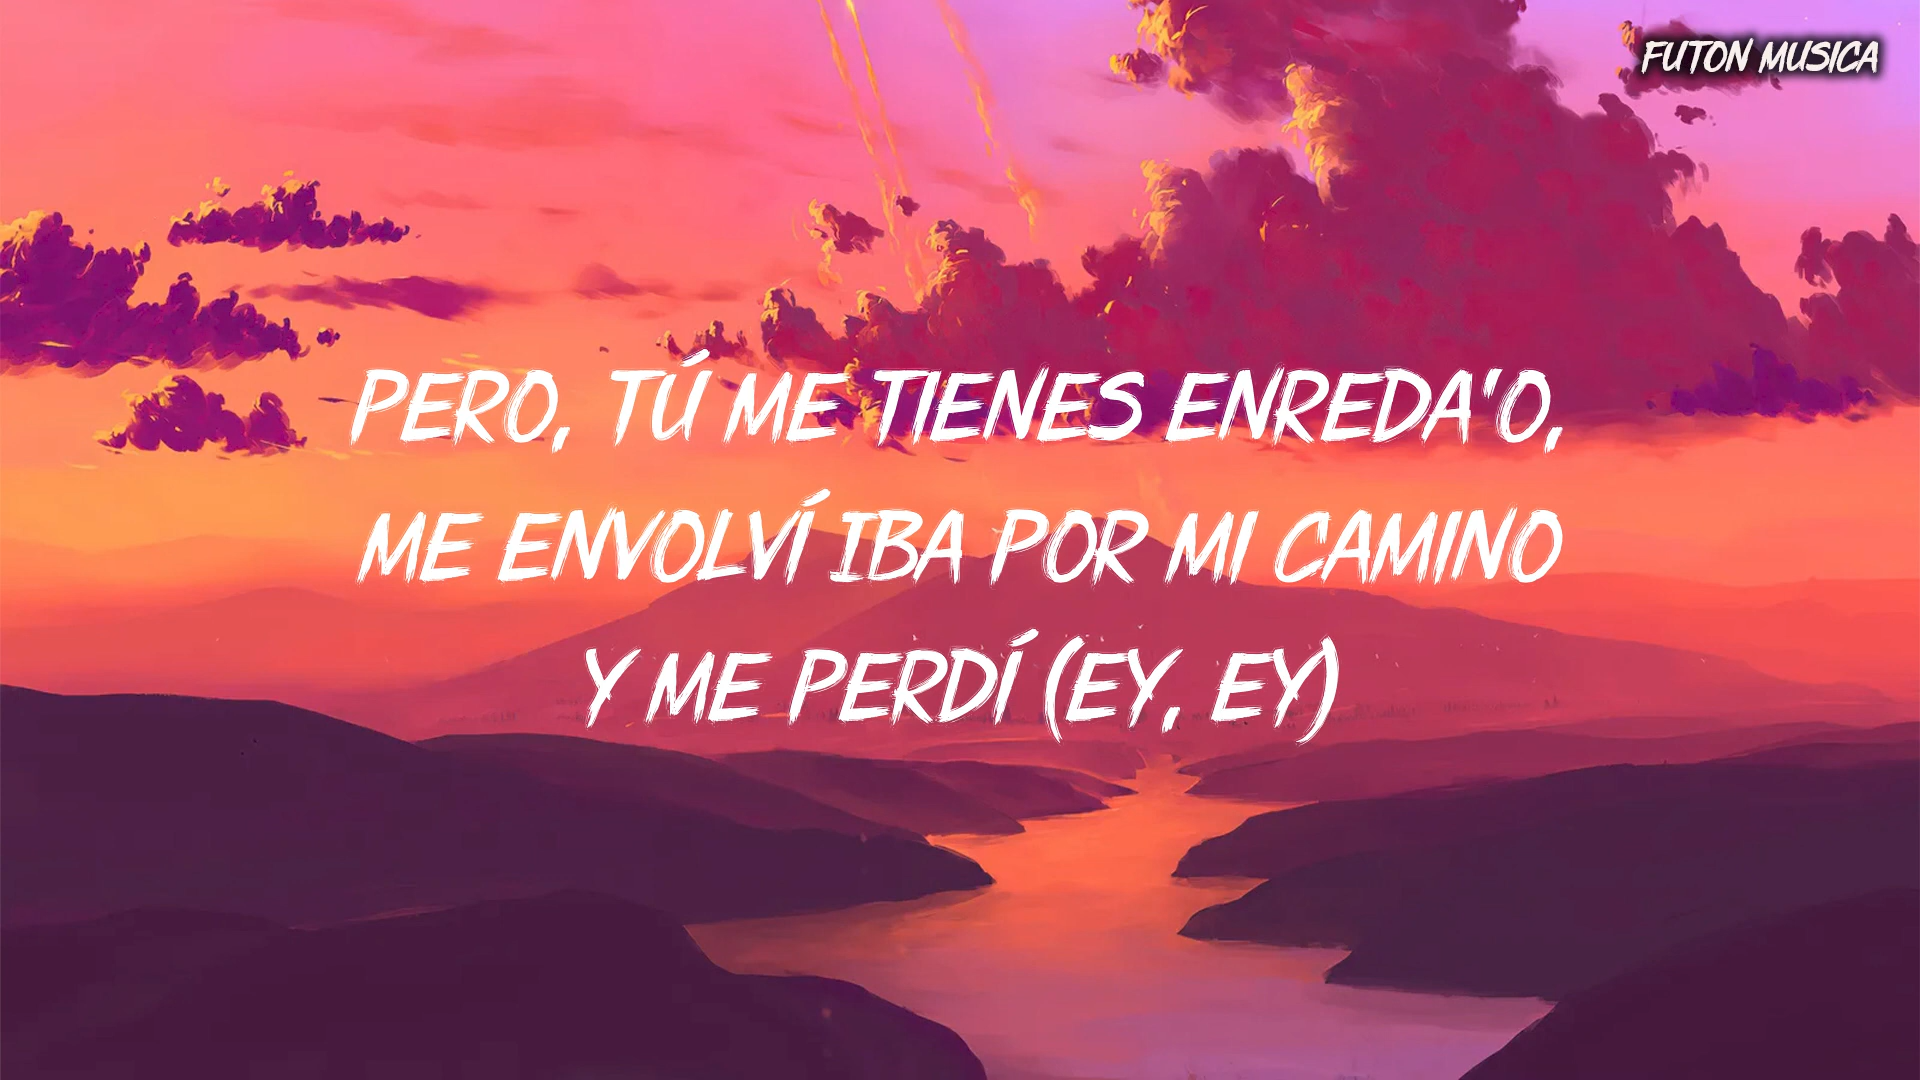 FUTON MUSICA
PERO, TÚ ME TIENES ENREDA'O,
ME ENVOLVÍ IBA POR MI CAMINO
Y ME PERDÍ (EY, EY)